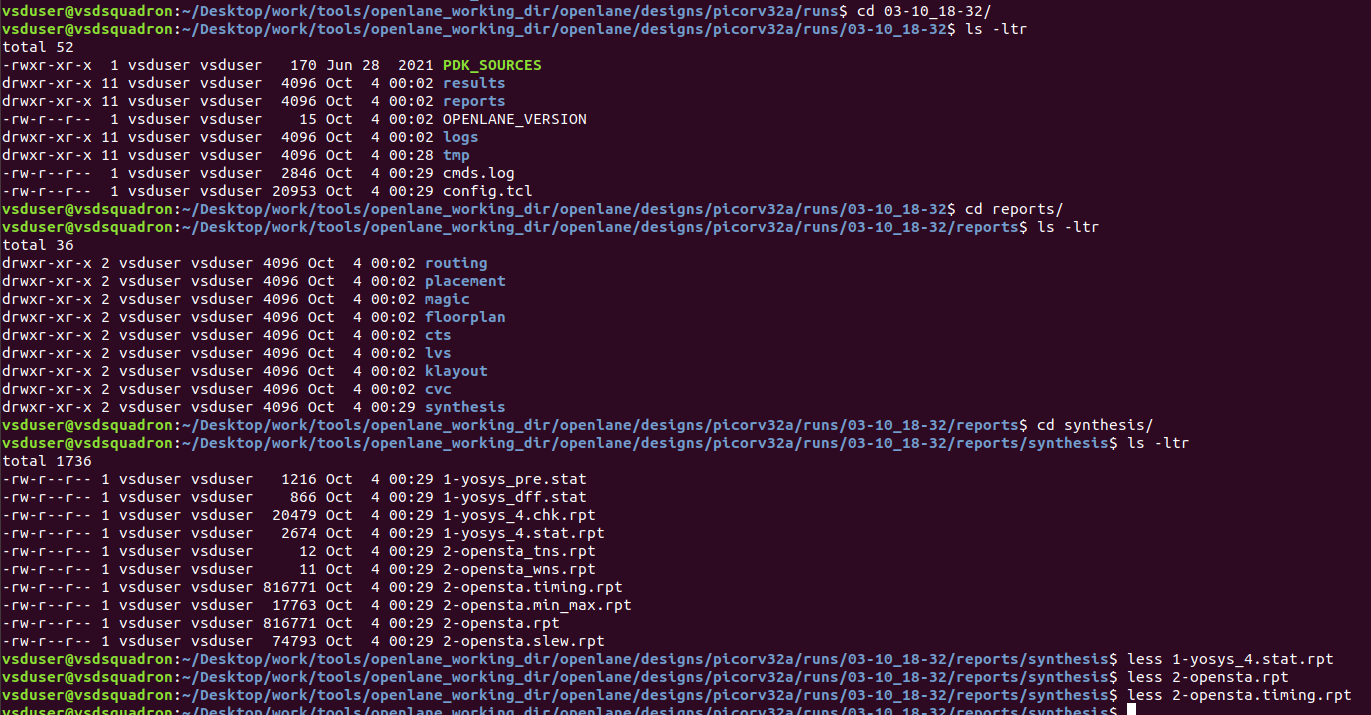 vsduser@vsdsquadron:~/Desktop/work/tools/openlane_working_dir/openlane/designs/picorv32a/runs$ cd 03-10_18-32/
vsduser@vsdsquadron:~/Desktop/work/tools/openlane_working_dir/openlane/designs/picorv32a/runs/03-10_18-32$ ls -ltr
total 52
-rwxr-xr-x  1 vsduser vsduser   170 Jun 28  2021 PDK_SOURCES
drwxr-xr-x 11 vsduser vsduser  4096 Oct  4 00:02 results
drwxr-xr-x 11 vsduser vsduser  4096 Oct  4 00:02 reports
-rw-r--r--  1 vsduser vsduser    15 Oct  4 00:02 OPENLANE_VERSION
drwxr-xr-x 11 vsduser vsduser  4096 Oct  4 00:02 logs
drwxr-xr-x 11 vsduser vsduser  4096 Oct  4 00:28 tmp
-rw-r--r--  1 vsduser vsduser  2846 Oct  4 00:29 cmds.log
-rw-r--r--  1 vsduser vsduser 20953 Oct  4 00:29 config.tcl
vsduser@vsdsquadron:~/Desktop/work/tools/openlane_working_dir/openlane/designs/picorv32a/runs/03-10_18-32$ cd reports/
vsduser@vsdsquadron:~/Desktop/work/tools/openlane_working_dir/openlane/designs/picorv32a/runs/03-10_18-32/reports$ ls -ltr
total 36
drwxr-xr-x 2 vsduser vsduser 4096 Oct  4 00:02 routing
drwxr-xr-x 2 vsduser vsduser 4096 Oct  4 00:02 placement
drwxr-xr-x 2 vsduser vsduser 4096 Oct  4 00:02 magic
drwxr-xr-x 2 vsduser vsduser 4096 Oct  4 00:02 floorplan
drwxr-xr-x 2 vsduser vsduser 4096 Oct  4 00:02 cts
drwxr-xr-x 2 vsduser vsduser 4096 Oct  4 00:02 lvs
drwxr-xr-x 2 vsduser vsduser 4096 Oct  4 00:02 klayout
drwxr-xr-x 2 vsduser vsduser 4096 Oct  4 00:02 cvc
drwxr-xr-x 2 vsduser vsduser 4096 Oct  4 00:29 synthesis
vsduser@vsdsquadron:~/Desktop/work/tools/openlane_working_dir/openlane/designs/picorv32a/runs/03-10_18-32/reports$ cd synthesis/
vsduser@vsdsquadron:~/Desktop/work/tools/openlane_working_dir/openlane/designs/picorv32a/runs/03-10_18-32/reports/synthesis$ ls -ltr
total 1736
-rw-r--r-- 1 vsduser vsduser   1216 Oct  4 00:29 1-yosys_pre.stat
-rw-r--r-- 1 vsduser vsduser    866 Oct  4 00:29 1-yosys_dff.stat
-rw-r--r-- 1 vsduser vsduser  20479 Oct  4 00:29 1-yosys_4.chk.rpt
-rw-r--r-- 1 vsduser vsduser   2674 Oct  4 00:29 1-yosys_4.stat.rpt
-rw-r--r-- 1 vsduser vsduser     12 Oct  4 00:29 2-opensta_tns.rpt
-rw-r--r-- 1 vsduser vsduser     11 Oct  4 00:29 2-opensta_wns.rpt
-rw-r--r-- 1 vsduser vsduser 816771 Oct  4 00:29 2-opensta.timing.rpt
-rw-r--r-- 1 vsduser vsduser  17763 Oct  4 00:29 2-opensta.min_max.rpt
-rw-r--r-- 1 vsduser vsduser 816771 Oct  4 00:29 2-opensta.rpt
-rw-r--r-- 1 vsduser vsduser  74793 Oct  4 00:29 2-opensta.slew.rpt
vsduser@vsdsquadron:~/Desktop/work/tools/openlane_working_dir/openlane/designs/picorv32a/runs/03-10_18-32/reports/synthesis$ less 1-yosys_4.stat.rpt
vsduser@vsdsquadron:~/Desktop/work/tools/openlane_working_dir/openlane/designs/picorv32a/runs/03-10_18-32/reports/synthesis$ less 2-opensta.rpt
vsduser@vsdsquadron:~/Desktop/work/tools/openlane_working_dir/openlane/designs/picorv32a/runs/03-10_18-32/reports/synthesis$ less 2-opensta.timing.rpt
vsduser@vsdsquadron:~/Desktop/work/tools/openlane_working_dir/openlane/designs/picorv32a/runs/03-10_18-32/reports/synthesis$